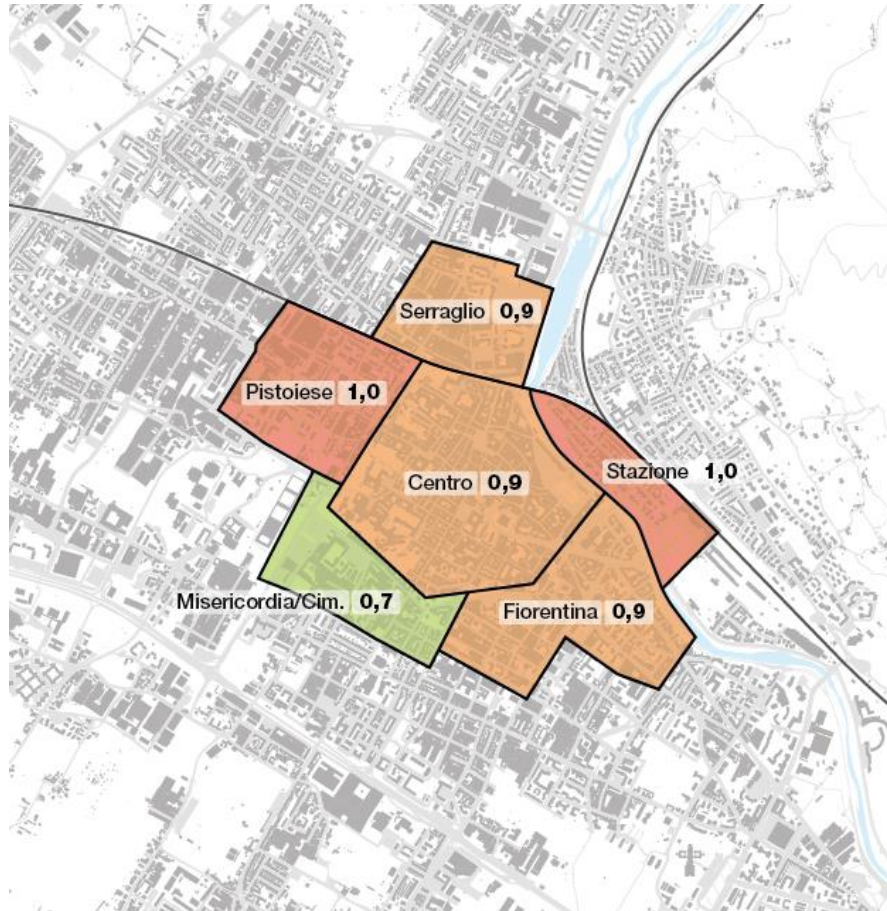 Serraglio 0,9
Pistoiese 1,0
Stazione 1,0
Centro 0,9
Misericordia/Cim. 0,7
Fiorentina 0,9